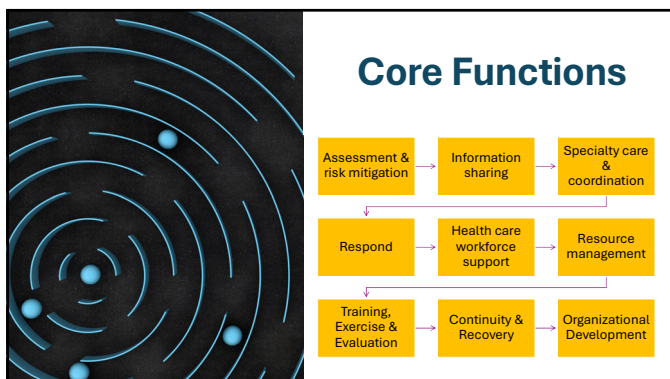 Core Functions
Assessment &
risk mitigation
Information
sharing
Specialty care
&
coordination
Respond
Health care
workforce
support
Resource
management
Training,
Exercise &
Evaluation
Continuity &
Recovery
Organizational
Development